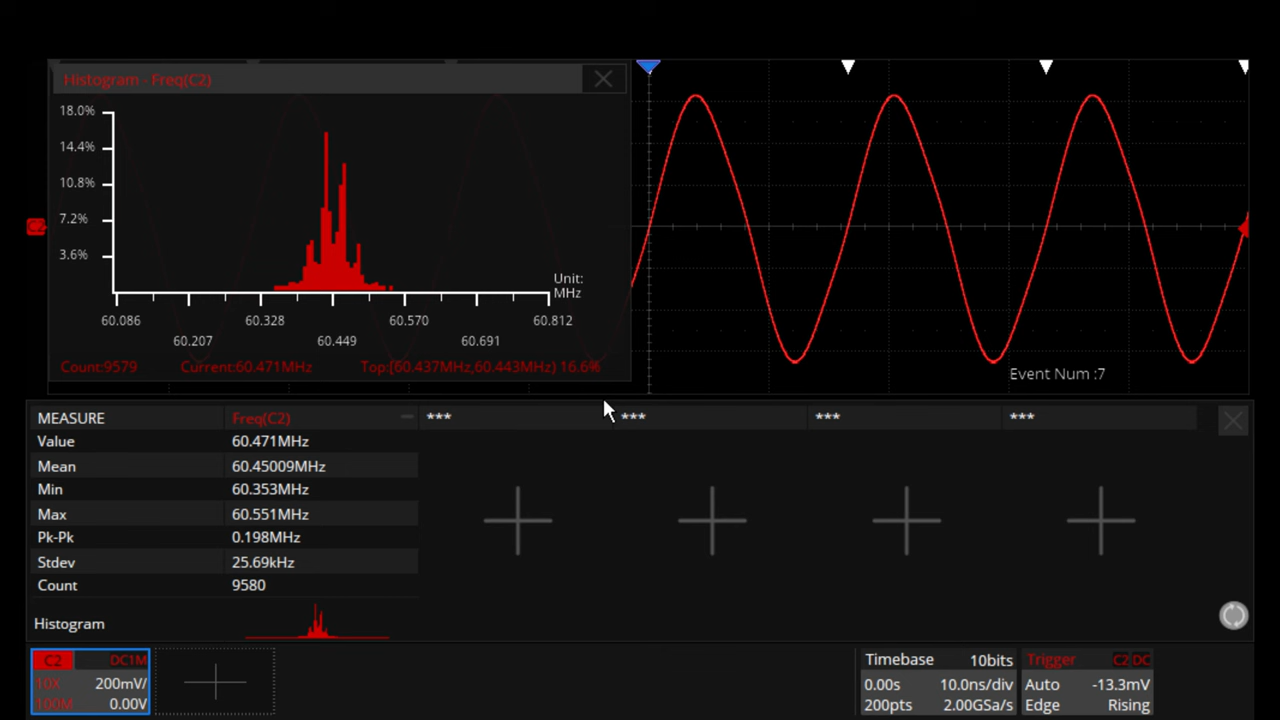 Histogram - Freq(C2)
18.0%
14.4%
10.8%
7.2%
3.6%
Unit:
MHz
60.086
60.328
60.570
60.812
60.207
60.449
60.691
Count:9579 Current:60.471MHz Top:[60.437MHz,60.443MHz) 16.6%
C2
Event Num :7
MEASURE Freq(C2) *** *** *** ***
Value 60.471MHz
Mean 60.45009MHz
Min 60.353MHz
Max 60.551MHz
Pk-Pk 0.198MHz
Stdev 25.69kHz
Count 9580
Histogram
C2 DC1M
10X 200mV/
100M 0.00V
Timebase 10bits
0.00s 10.0ns/div
200pts 2.00GSa/s
Trigger C2 DC
Auto -13.3mV
Edge Rising